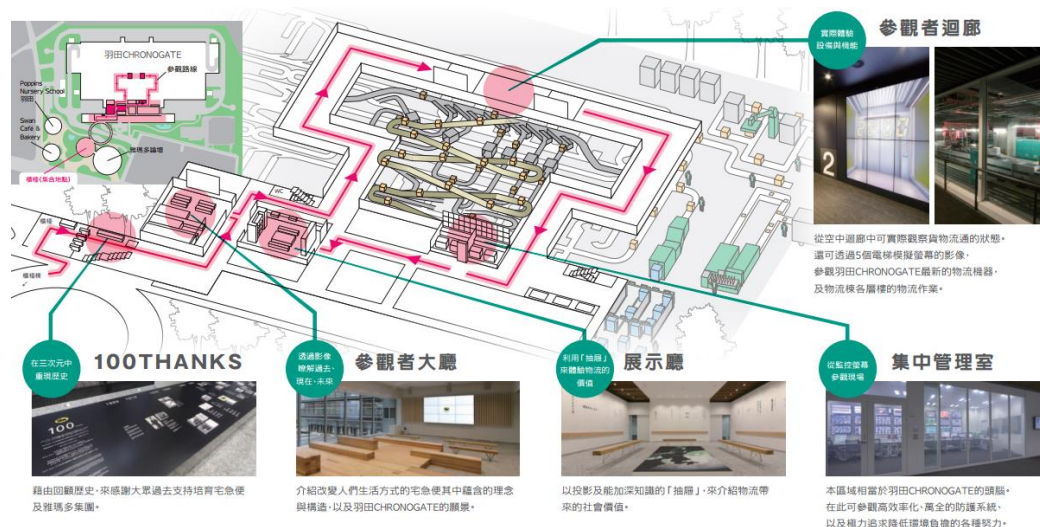 羽田CHRONOGATE
參觀路線
Poppins
Nursery School
羽田
Swan
Café &
Bakery
雅瑪多論壇
櫃檯(集合地點)
櫃檯
櫃檯棟
WC
實際體驗
設備與機能
參觀者迴廊
2
從空中迴廊中可實際觀察貨物流通的狀態。
還可透過5個電梯模擬螢幕的影像,
參觀羽田CHRONOGATE最新的物流機器,
及物流棟各層樓的物流作業。
在三次元中
重現歷史
100THANKS
100
藉由回顧歷史,來感謝大眾過去支持培育宅急便
及雅瑪多集團。
透過影像
瞭解過去、
現在、未來
參觀者大廳
介紹改變人們生活方式的宅急便其中蘊含的理念
與構造,以及羽田CHRONOGATE的願景。
利用「抽屜」
來體驗物流的
價值
展示廳
以投影及能加深知識的「抽屜」,來介紹物流帶
來的社會價值。
從監控螢幕
參觀現場
集中管理室
本區域相當於羽田CHRONOGATE的頭腦。
在此可參觀高效率化、萬全的防護系統、
以及極力追求降低環境負擔的各種努力。